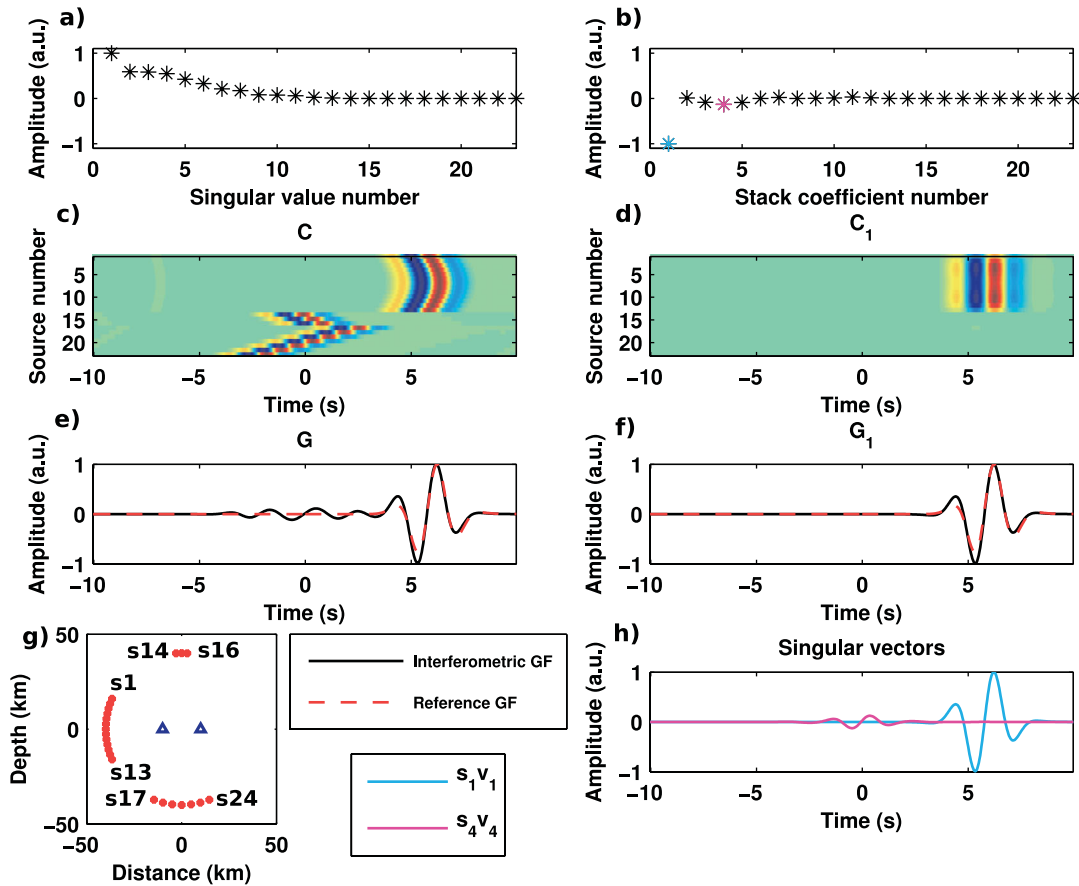 a)
Amplitude (a.u.)
1
0
−1
0 5 10 15 20
Singular value number
b)
Amplitude (a.u.)
1
0
−1
0 5 10 15 20
Stack coefficient number
c)
C
Source number
5
10
15
20
−10 −5 0 5
Time (s)
d)
C1
Source number
5
10
15
20
−10 −5 0 5
Time (s)
e)
G
Amplitude (a.u.)
1
0
−1
−10 −5 0 5
Time (s)
f)
G1
Amplitude (a.u.)
1
0
−1
−10 −5 0 5
Time (s)
g)
Depth (km)
50
0
−50
s14 s16
s1
s13
s17 s24
−50 0 50
Distance (km)
Interferometric GF
Reference GF
s1v1
s4v4
h)
Singular vectors
Amplitude (a.u.)
1
0
−1
−10 −5 0 5
Time (s)